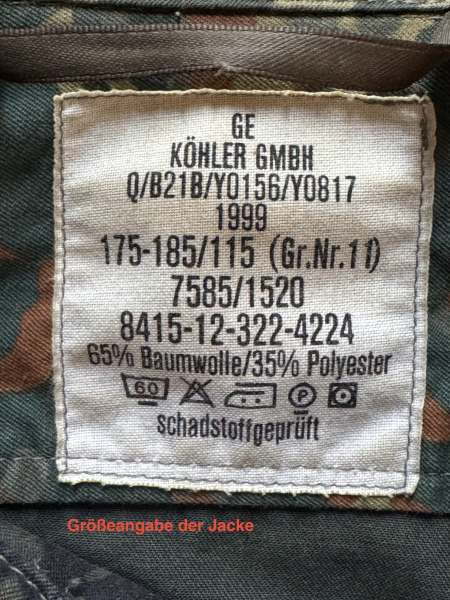 GE
KÖHLER GMBH
Q/B21B/Y0156/Y0817
1999
175-185/115 (Gr.Nr.11)
7585/1520
8415-12-322-4224
65% Baumwolle/35% Polyester
60 P
schadstoffgeprüft
Größeangabe der Jacke